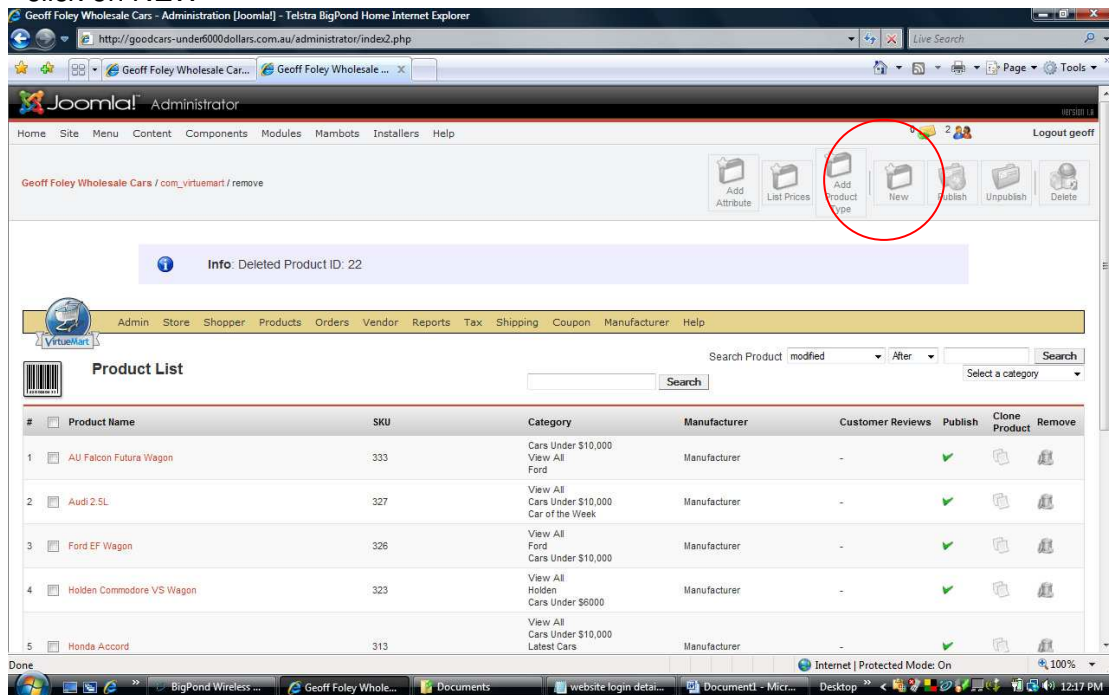 click on NEW
Geoff Foley Wholesale Cars - Administration [Joomla!] - Telstra BigPond Home Internet Explorer
http://goodcars-under6000dollars.com.au/administrator/index2.php
Live Search
Geoff Foley Wholesale Car... Geoff Foley Wholesale ... X
Page Tools
Joomla! Administrator
Home Site Menu Content Components Modules Mambots Installers Help 0 2 Logout geoff
Geoff Foley Wholesale Cars / com_virtuemart / remove
Add Attribute
List Prices
Add Product Type
New
Publish
Unpublish
Delete
Info: Deleted Product ID: 22
VirtueMart
Admin Store Shopper Products Orders Vendor Reports Tax Shipping Coupon Manufacturer Help
Product List
Search Product modified After Search
Search Select a category
# Product Name SKU Category Manufacturer Customer Reviews Publish Clone Product Remove
1 AU Falcon Futura Wagon 333 Cars Under $10,000
View All
Ford
Manufacturer -
2 Audi 2.5L 327 View All
Cars Under $10,000
Car of the Week
Manufacturer -
3 Ford EF Wagon 326 View All
Ford
Cars Under $10,000
Manufacturer -
4 Holden Commodore VS Wagon 323 View All
Holden
Cars Under $6000
Manufacturer -
5 Honda Accord 313 View All
Cars Under $10,000
Latest Cars
Manufacturer -
Done Internet | Protected Mode: On 100%
BigPond Wireless ... Geoff Foley Whole... Documents website login detai... Document1 - Micr... Desktop 12:17 PM